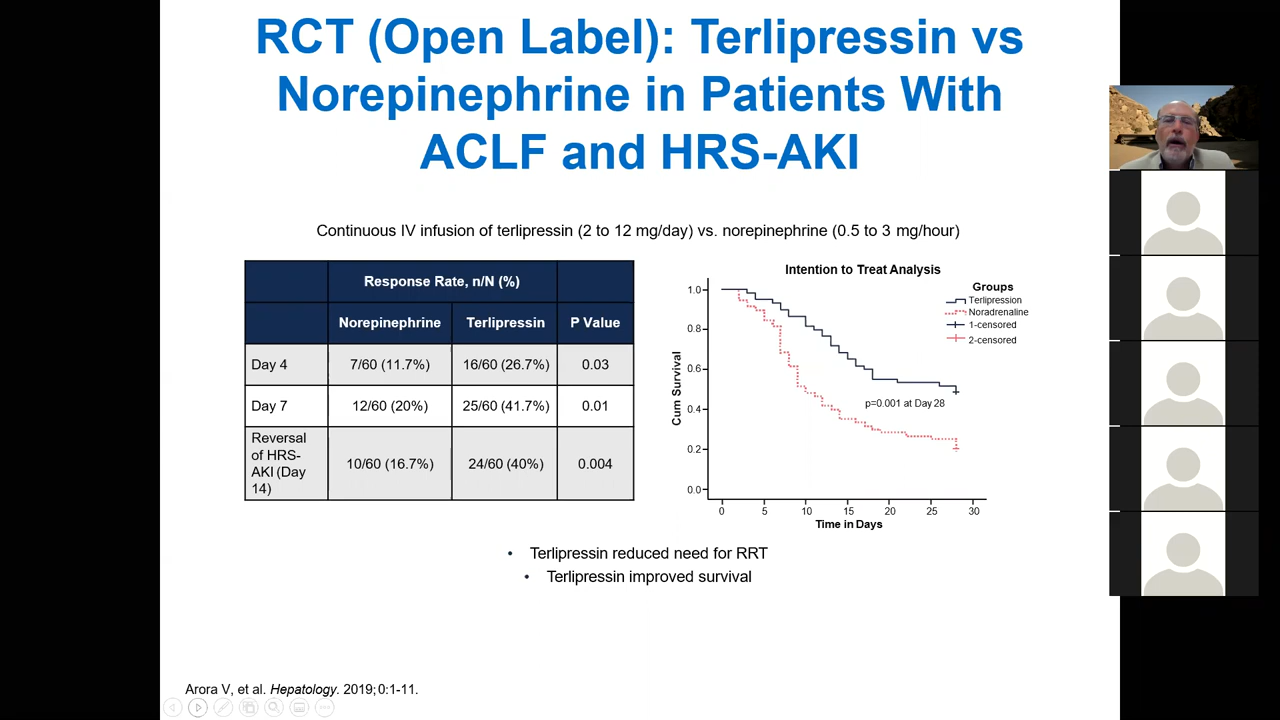 RCT (Open Label): Terlipressin vs
Norepinephrine in Patients With
ACLF and HRS-AKI
Continuous IV infusion of terlipressin (2 to 12 mg/day) vs. norepinephrine (0.5 to 3 mg/hour)
Response Rate, n/N (%)
Norepinephrine Terlipressin P Value
Day 4 7/60 (11.7%) 16/60 (26.7%) 0.03
Day 7 12/60 (20%) 25/60 (41.7%) 0.01
Reversal
of HRS-
AKI (Day
14)
10/60 (16.7%) 24/60 (40%) 0.004
Intention to Treat Analysis
Groups
Terlipression
Noradrenaline
1-censored
2-censored
Cum Survival
1.0
0.8
0.6
0.4
0.2
0.0
p=0.001 at Day 28
0 5 10 15 20 25 30
Time in Days
• Terlipressin reduced need for RRT
• Terlipressin improved survival
Arora V, et al. Hepatology. 2019;0:1-11.